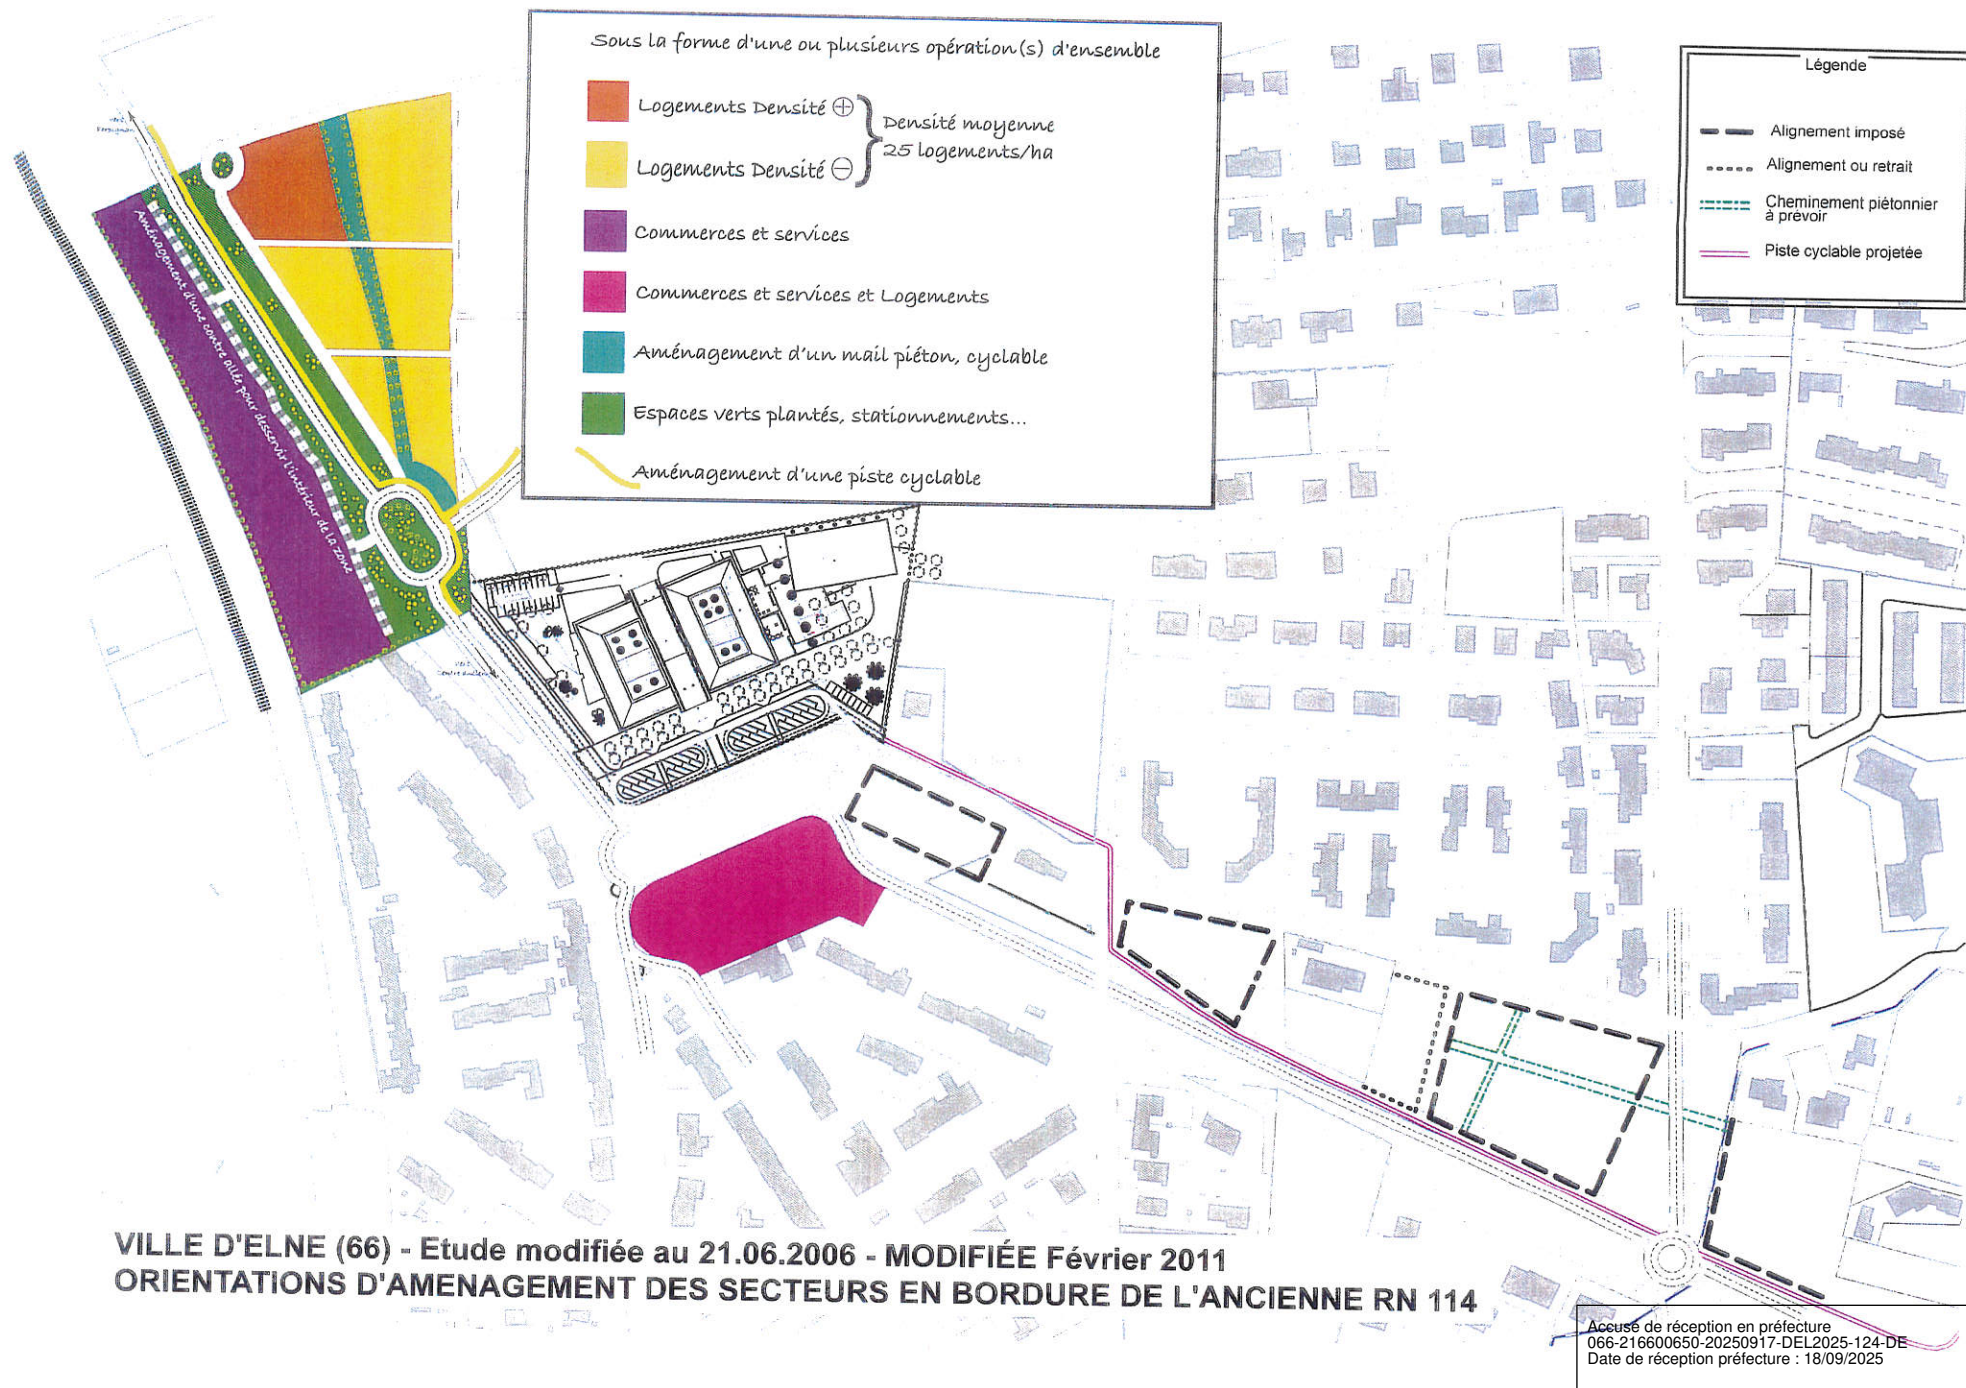 Sous la forme d'une ou plusieurs opération(s) d'ensemble
Logements Densité ⊕
Logements Densité ⊖
Densité moyenne
25 logements/ha
Commerces et services
Commerces et services et Logements
Aménagement d'un mail piéton, cyclable
Espaces verts plantés, stationnements...
Aménagement d'une piste cyclable
Légende
Alignement imposé
Alignement ou retrait
Cheminement piétonnier
à prévoir
Piste cyclable projetée
vers
Perpignan
Aménagement d'une contre allée pour desservir l'intérieur de la zone
vers
VILLE D'ELNE (66) - Etude modifiée au 21.06.2006 - MODIFIÉE Février 2011
ORIENTATIONS D'AMENAGEMENT DES SECTEURS EN BORDURE DE L'ANCIENNE RN 114
Accusé de réception en préfecture
066-216600650-20250917-DEL2025-124-DE
Date de réception préfecture : 18/09/2025